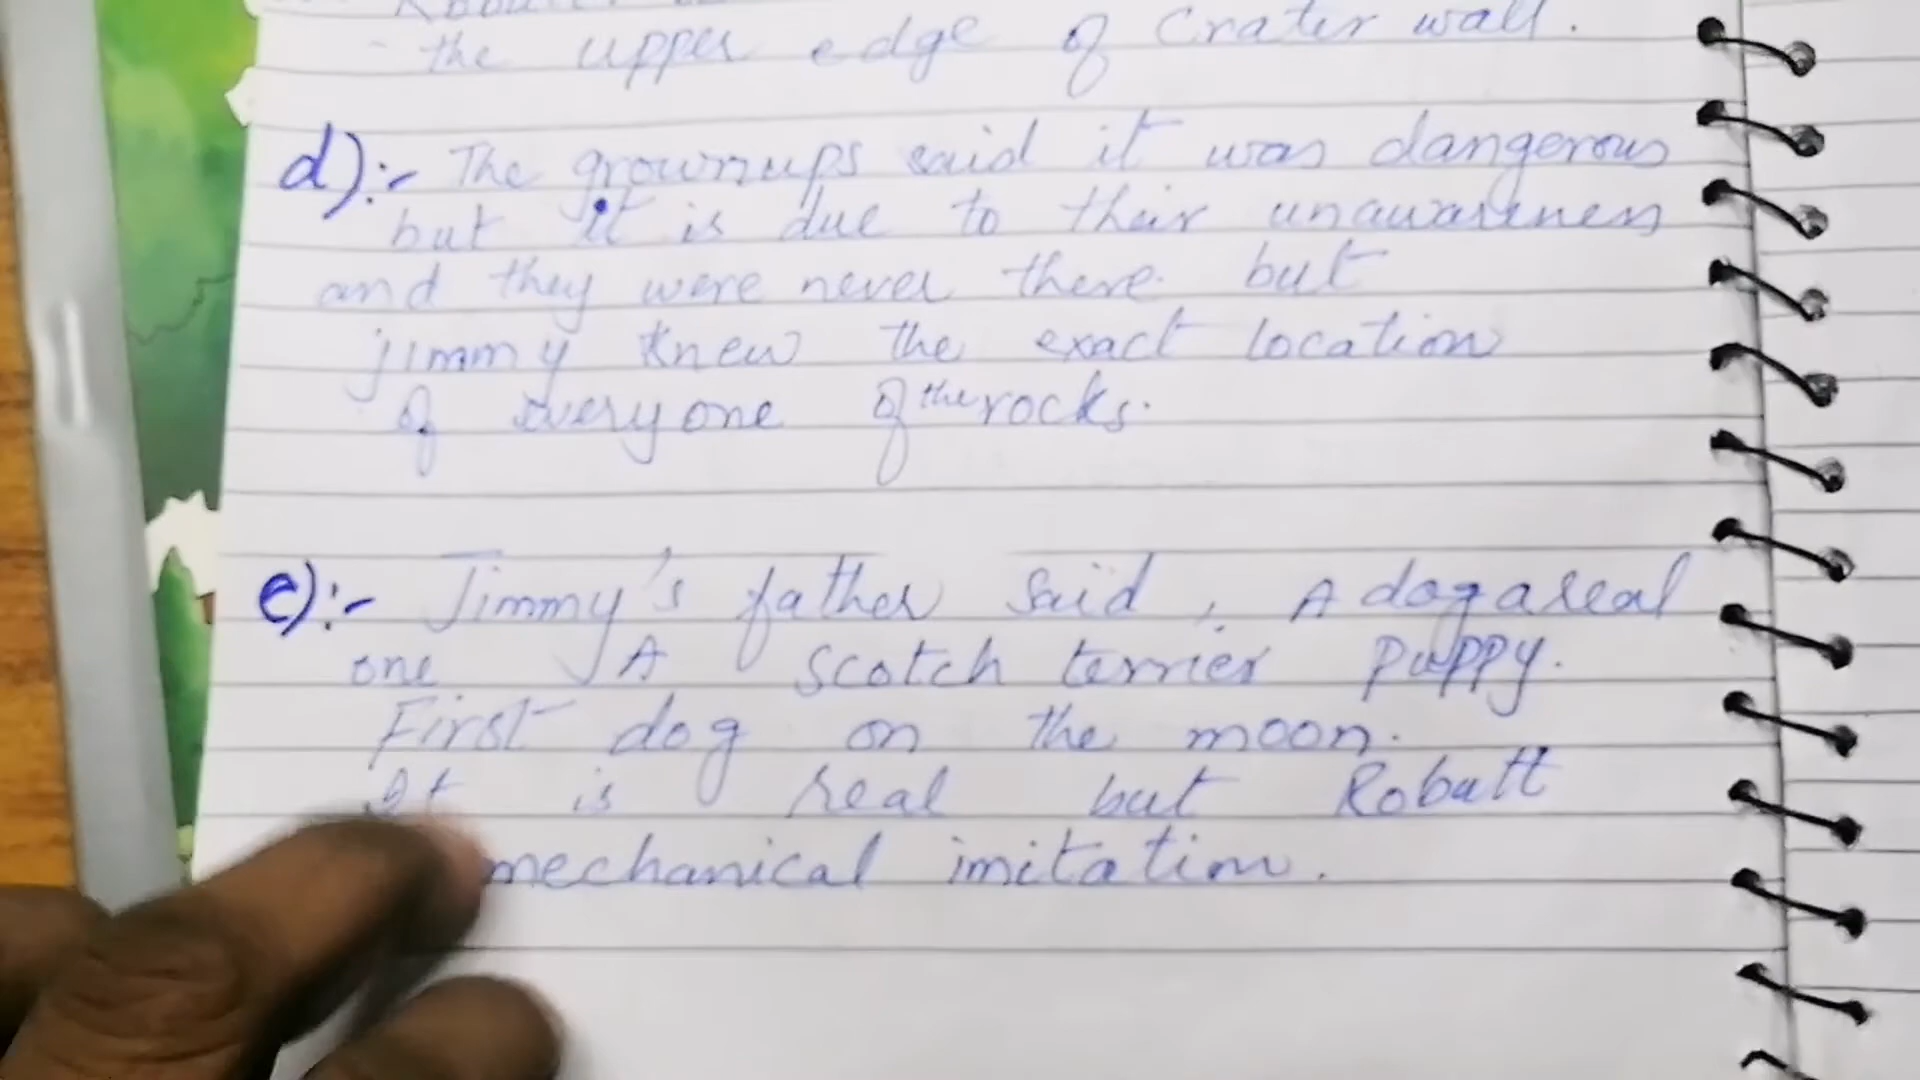 the upper edge of Crater wall.
d):- The grownups said it was dangerous
but it is due to their unawareness
and they were never there. but
jimmy knew the exact location
of everyone of the rocks.
e):- Jimmy's father said, A dog a real
one A scotch terrier puppy.
First dog on the moon.
It is real but Robutt
mechanical imitation.